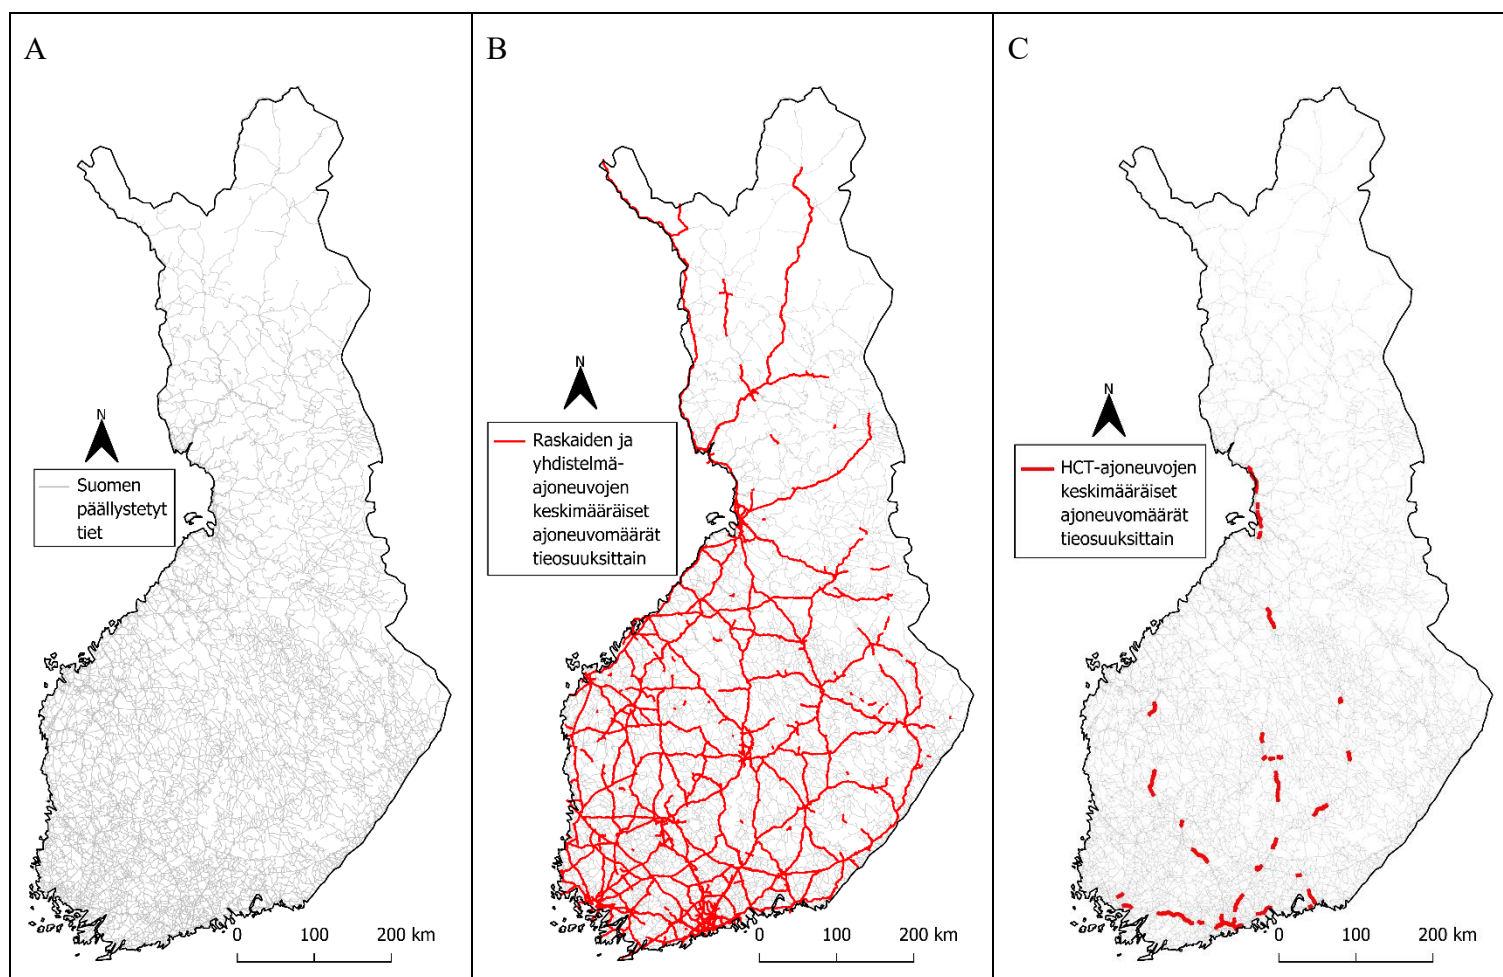 A
N
Suomen
päällystetyt
tiet
0 100 200 km
B
N
Raskaiden ja
yhdistelmä-
ajoneuvojen
keskimääräiset
ajoneuvomäärät
tieosuuksittain
0 100 200 km
C
N
HCT-ajoneuvojen
keskimääräiset
ajoneuvomäärät
tieosuuksittain
0 100 200 km